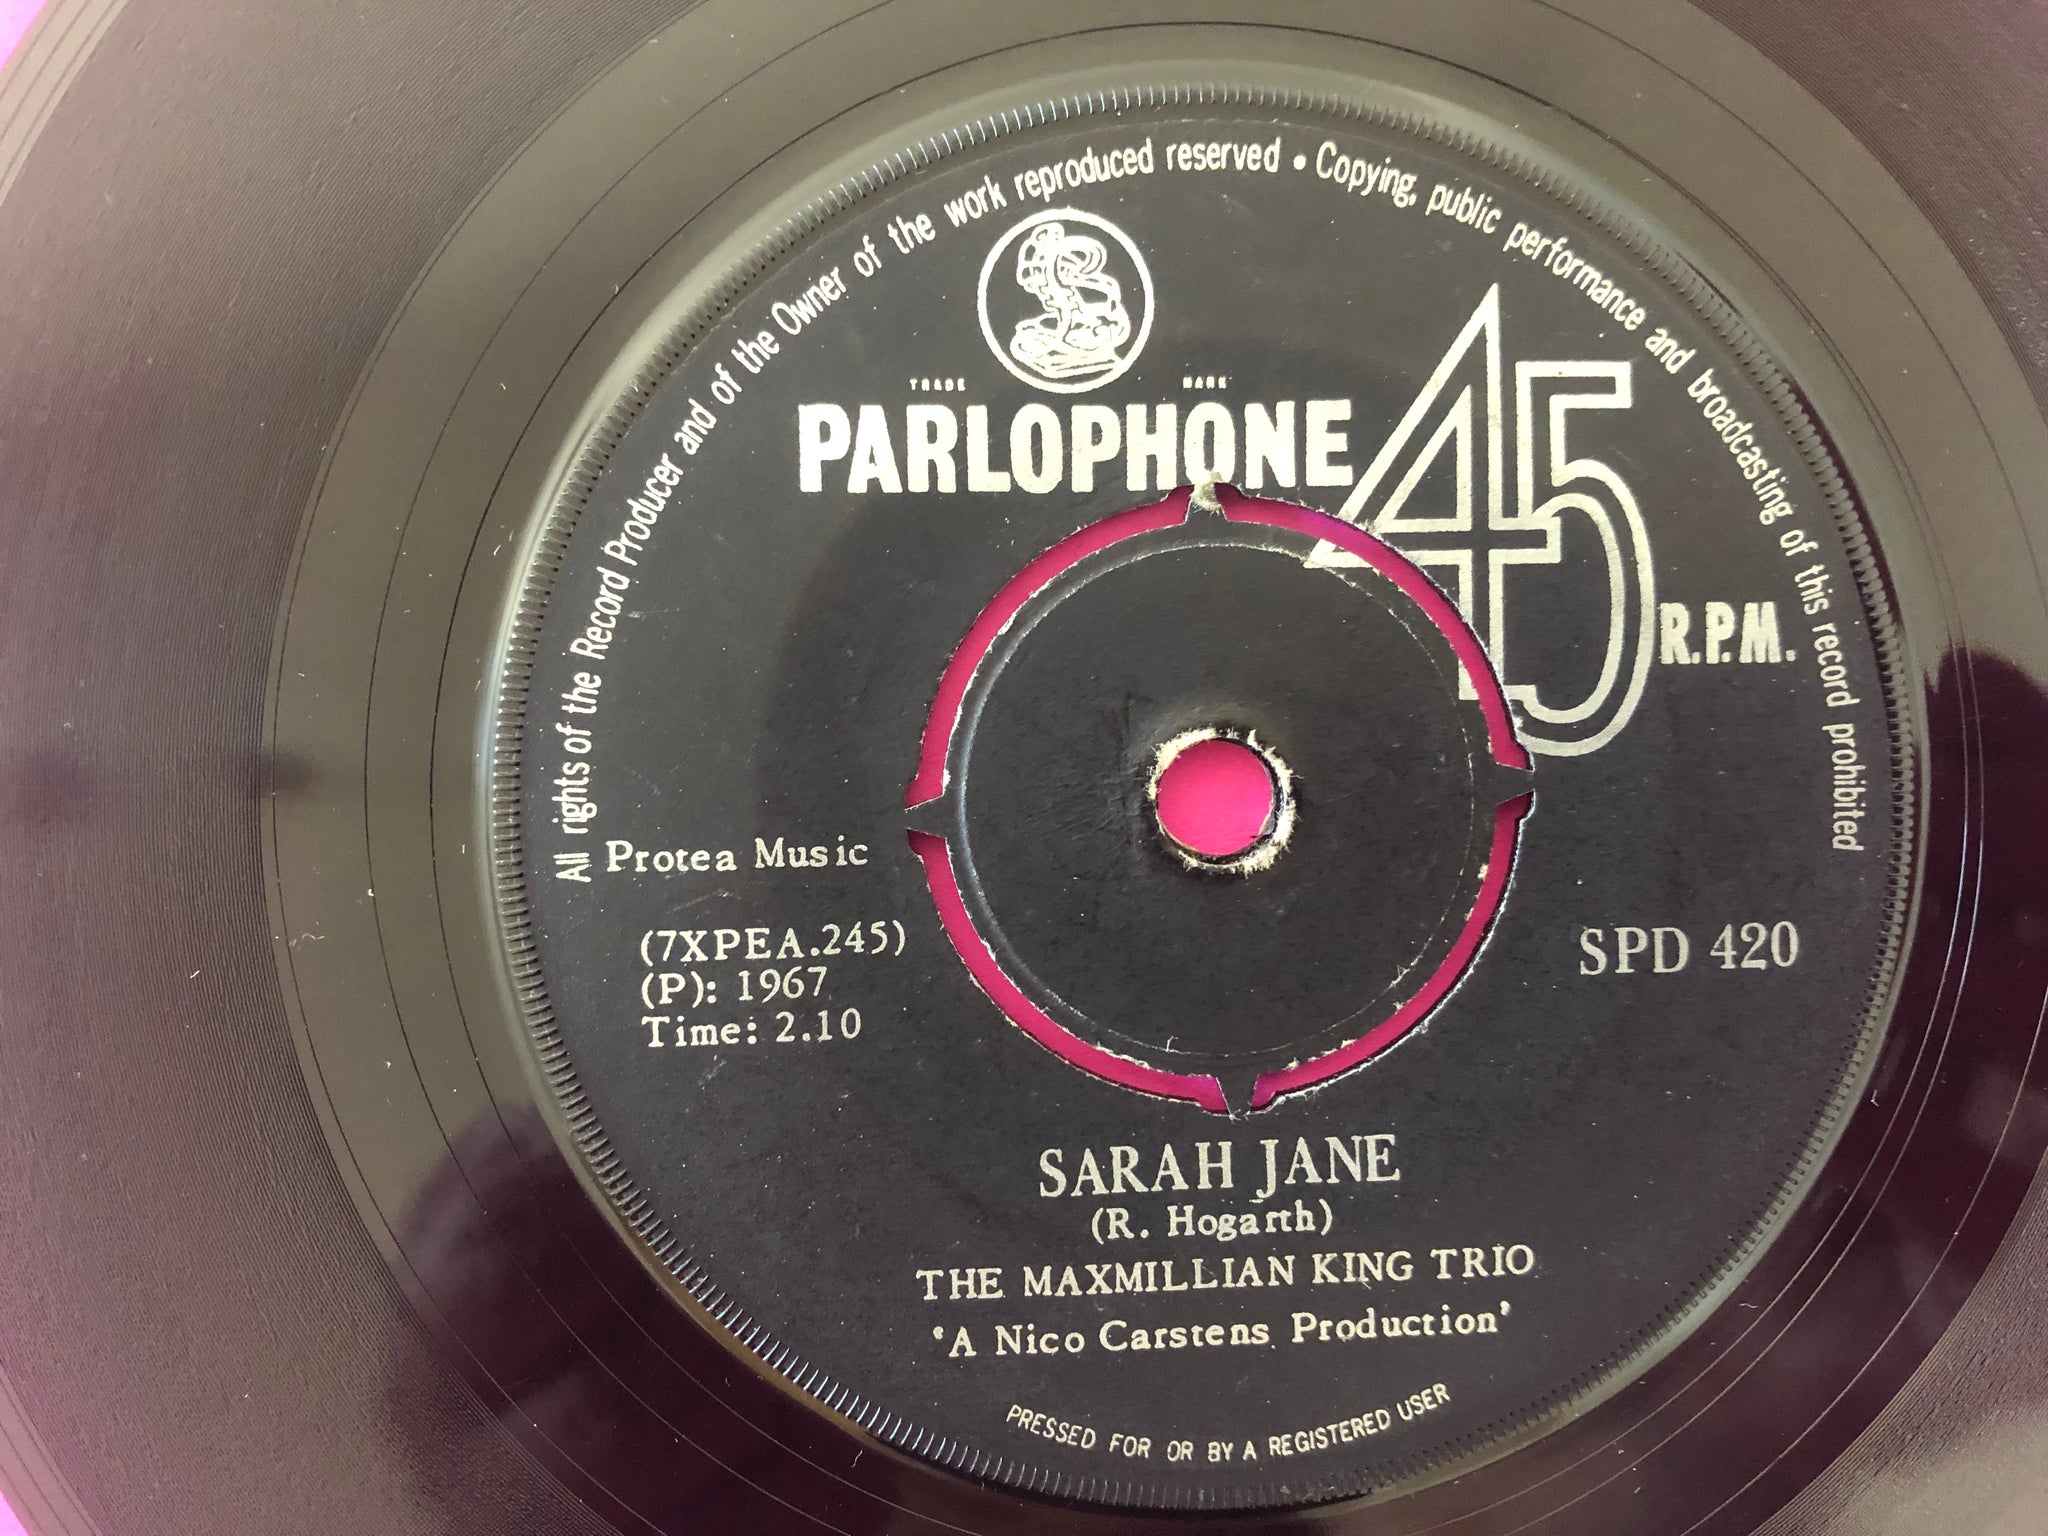 All rights of the Record Producer and of the Owner of the work reproduced reserved • Copying, public performance and broadcasting of this record prohibited
TRADE MARK
PARLOPHONE
45 R.P.M.
Protea Music
(7XPEA.245)
(P): 1967
Time: 2.10
SPD 420
SARAH JANE
(R. Hogarth)
THE MAXMILLIAN KING TRIO
'A Nico Carstens Production'
PRESSED FOR OR BY A REGISTERED USER